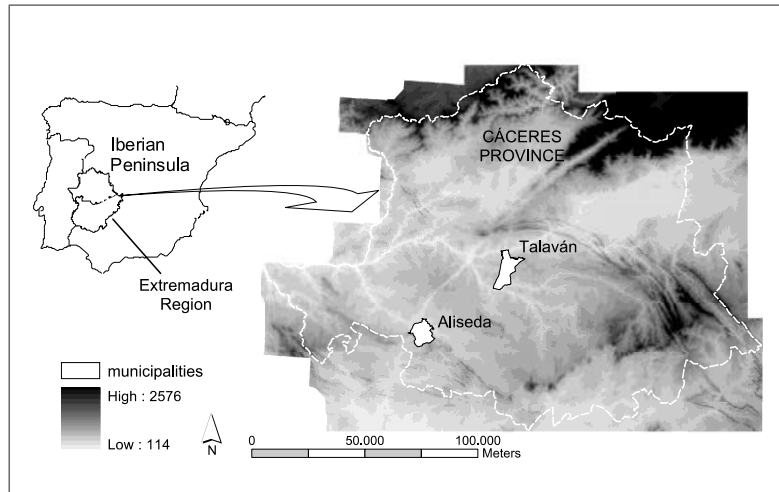 Iberian
Peninsula
Extremadura
Region
CÁCERES
PROVINCE
Talaván
Aliseda
municipalities
High : 2576
Low : 114
N
0 50.000 100.000
Meters